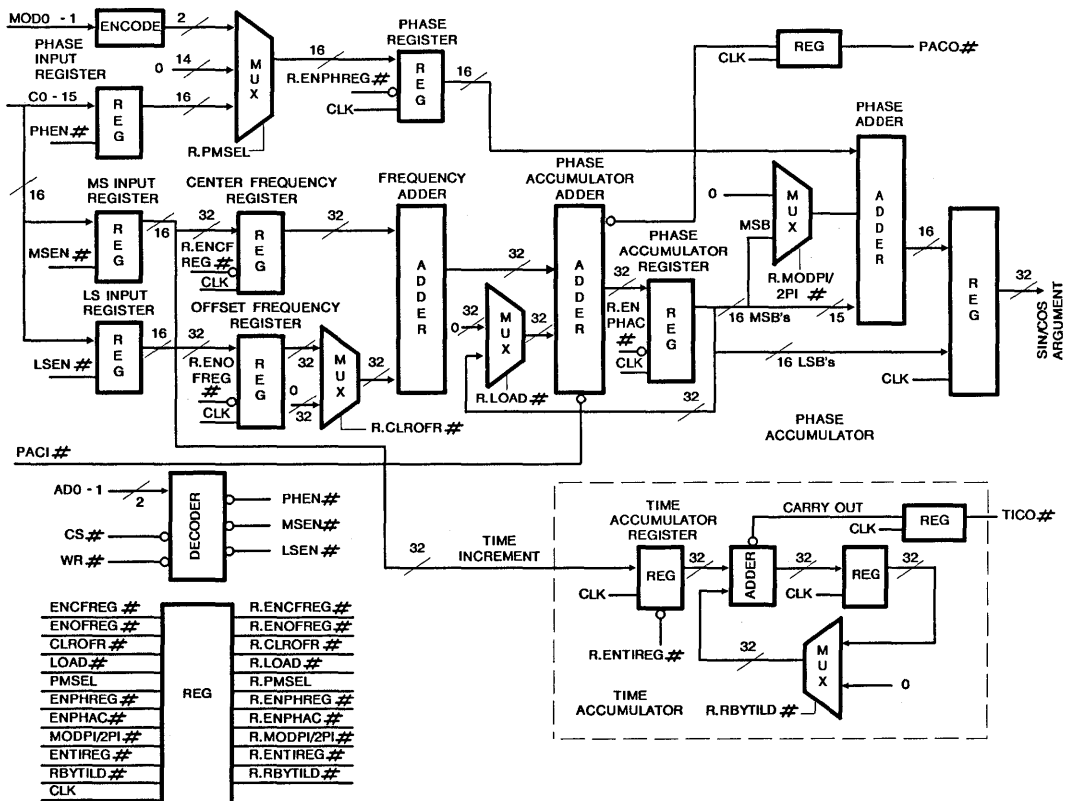 MOD0 - 1
ENCODE
2
PHASE
INPUT
REGISTER
0
14
C0 - 15
REG
16
PHEN#
MUX
R.PMSEL
16
R.ENPHREG#
CLK
PHASE
REGISTER
REG
16
CLK
REG
PACO#
PHASE
ADDER
ADDER
16
MS INPUT
REGISTER
REG
16
MSEN#
CENTER FREQUENCY
REGISTER
32
R.ENCF
REG#
CLK
REG
32
LS INPUT
REGISTER
REG
16
LSEN#
OFFSET FREQUENCY
REGISTER
32
R.ENO
FREG
#
CLK
REG
32
0
32
MUX
32
R.CLROFR#
FREQUENCY
ADDER
ADDER
32
0
32
MUX
32
R.LOAD#
PHASE
ACCUMULATOR
ADDER
ADDER
32
R.EN
PHAC
#
CLK
PHASE
ACCUMULATOR
REGISTER
REG
32
0
MSB
MUX
R.MODPI/
2PI #
16 MSB's
15
16 LSB's
16
CLK
REG
32
SIN/COS
ARGUMENT
PHASE
ACCUMULATOR
PACI#
AD0 - 1
2
CS#
WR#
DECODER
PHEN#
MSEN#
LSEN#
32
TIME
INCREMENT
TIME
ACCUMULATOR
REGISTER
REG
CLK
R.ENTIREG#
32
ADDER
CARRY OUT
CLK
REG
TICO#
32
CLK
REG
32
32
MUX
0
R.RBYTILD#
TIME
ACCUMULATOR
ENCFREG#
ENOFREG#
CLROFR#
LOAD#
PMSEL
ENPHREG#
ENPHAC#
MODPI/2PI#
ENTIREG#
RBYTILD#
CLK
REG
R.ENCFREG#
R.ENOFREG#
R.CLROFR#
R.LOAD#
R.PMSEL
R.ENPHREG#
R.ENPHAC#
R.MODPI/2PI#
R.ENTIREG#
R.RBYTILD#